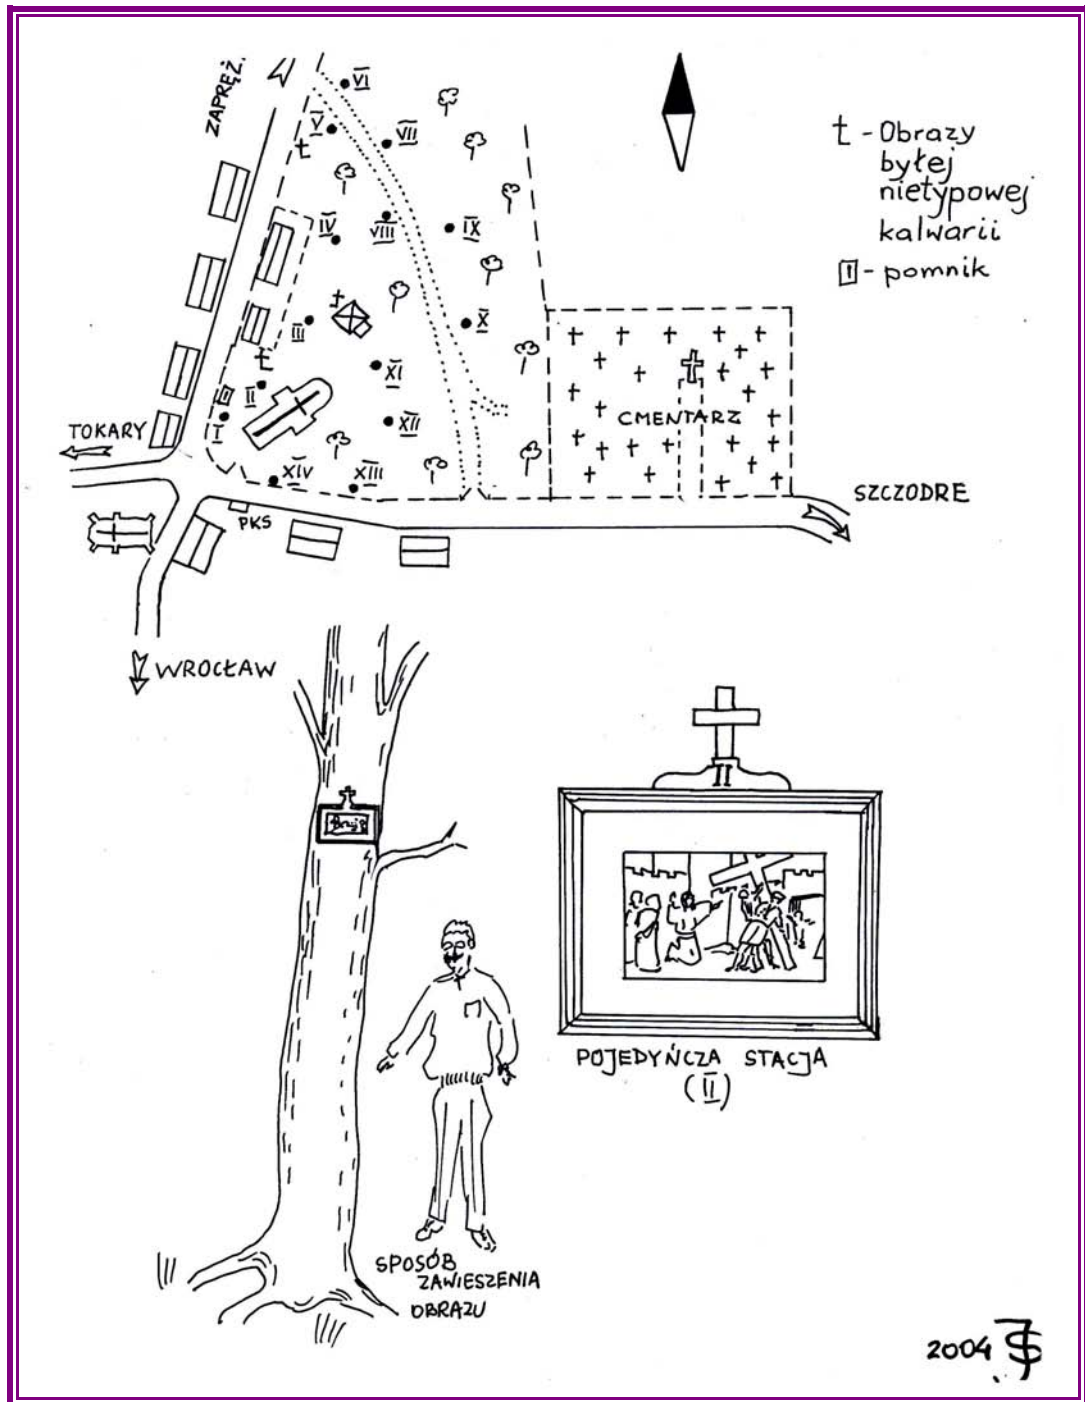 ZAPRĘŻ.
VI
V
VII
IV
VIII
IX
III
X
II
XI
I
XII
XIV
XIII
t - Obrazy
byłej
nietypowej
kalwarii
- pomnik
CMENTARZ
TOKARY
SZCZODRE
PKS
WROCŁAW
II
POJEDYŃCZA STACJA
(II)
SPOSÓB
ZAWIESZENIA
OBRAZU
2004